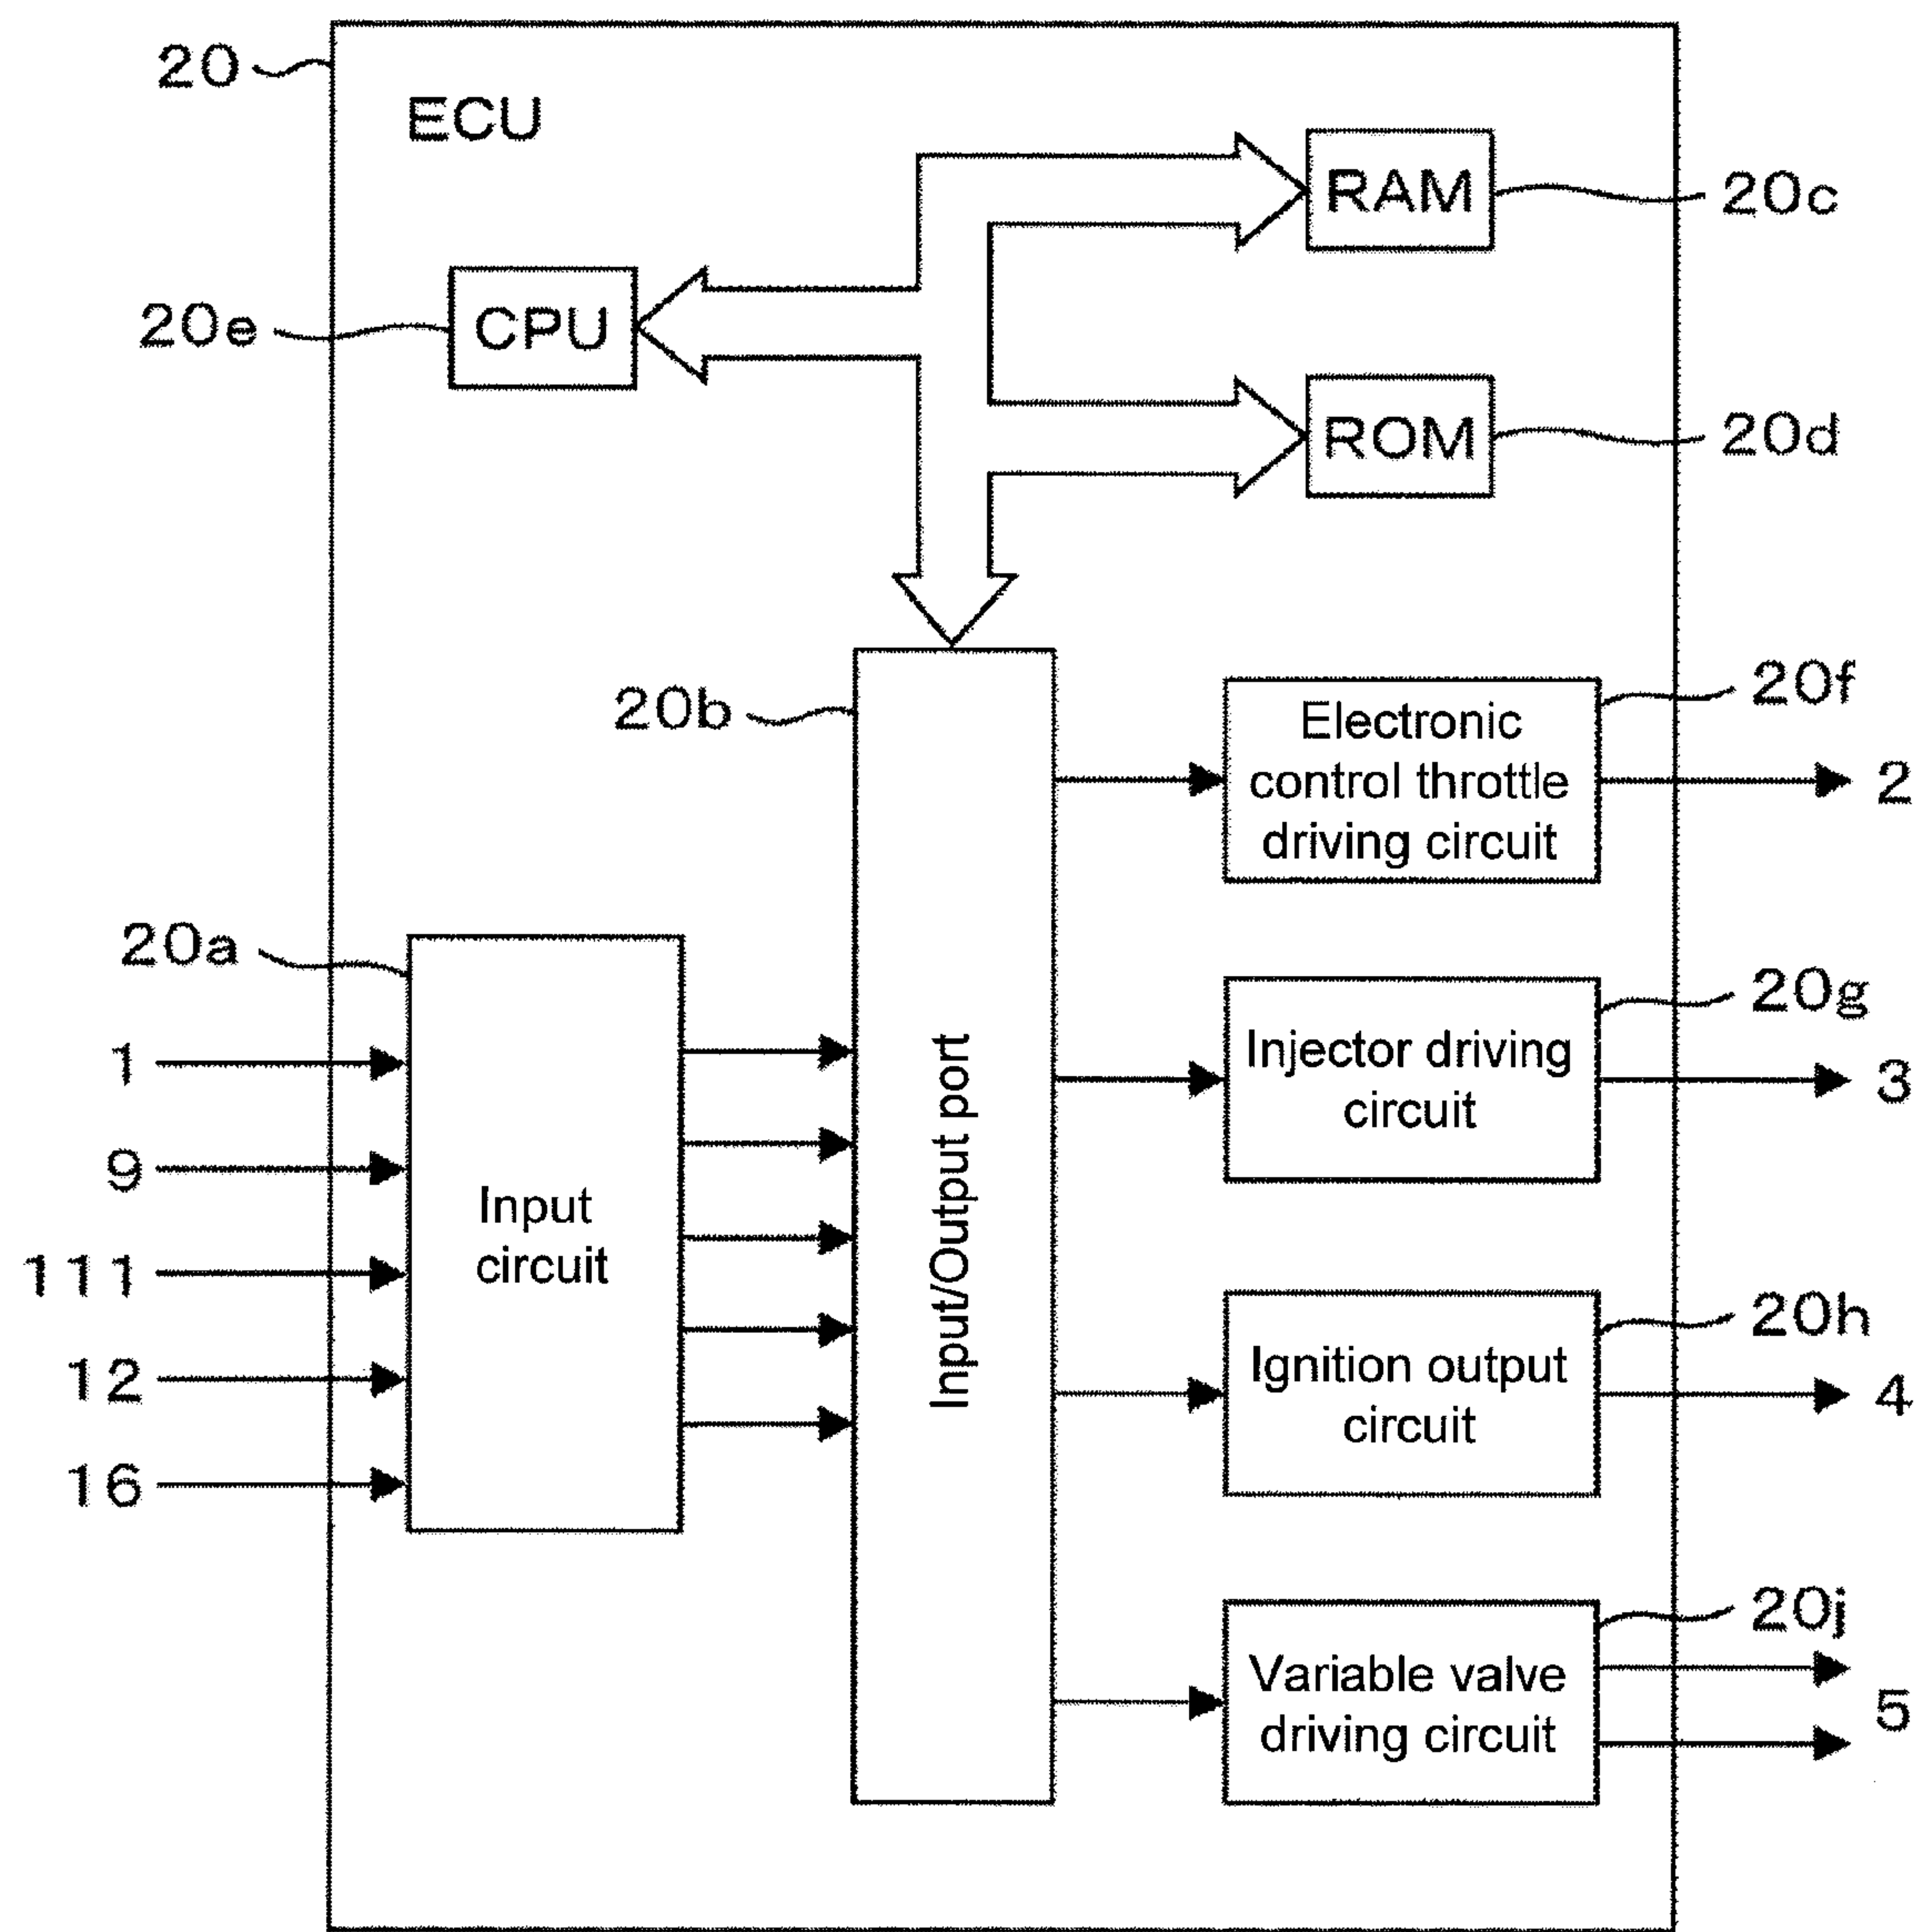 20
ECU
RAM
20c
20e
CPU
ROM
20d
20b
Electronic
control throttle
driving circuit
20f
2
20a
Input
circuit
1
9
111
12
16
Input/Output port
Injector driving
circuit
20g
3
Ignition output
circuit
20h
4
Variable valve
driving circuit
20j
5